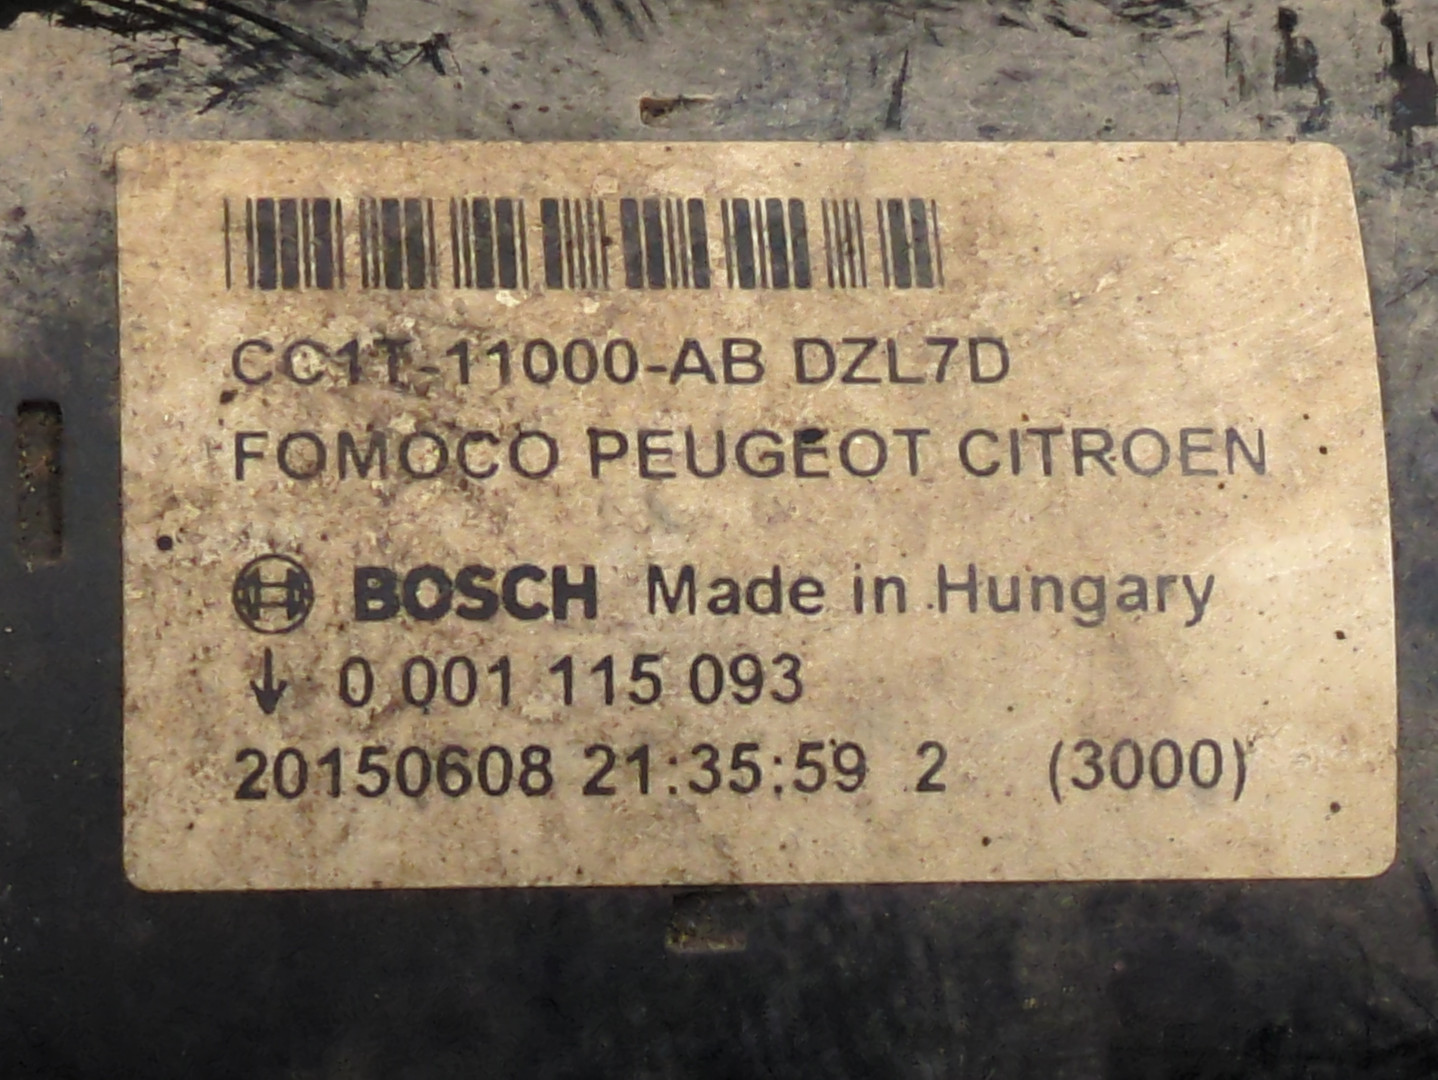 CC1T-11000-AB DZL7D
FOMOCO PEUGEOT CITROEN
BOSCH Made in Hungary
↓ 0 001 115 093
20150608 21:35:59 2 (3000)